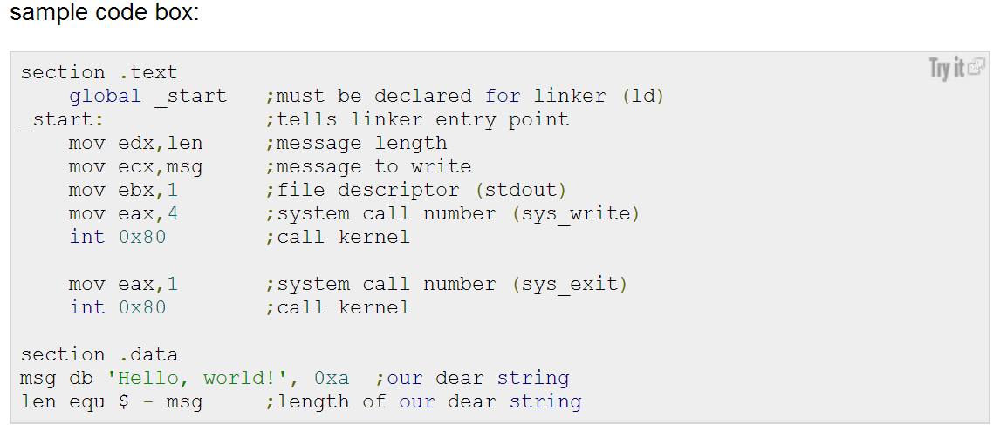 sample code box:
Try it
section .text
    global _start   ;must be declared for linker (ld)
_start:             ;tells linker entry point
    mov edx,len     ;message length
    mov ecx,msg     ;message to write
    mov ebx,1       ;file descriptor (stdout)
    mov eax,4       ;system call number (sys_write)
    int 0x80        ;call kernel

    mov eax,1       ;system call number (sys_exit)
    int 0x80        ;call kernel

section .data
msg db 'Hello, world!', 0xa  ;our dear string
len equ $ - msg     ;length of our dear string